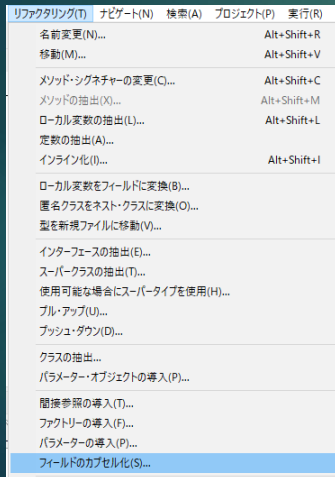 リファクタリング(T) ナビゲート(N) 検索(A) プロジェクト(P) 実行(R)
名前変更(N)... Alt+Shift+R
移動(M)... Alt+Shift+V
メソッド・シグネチャーの変更(C)... Alt+Shift+C
メソッドの抽出(X)... Alt+Shift+M
ローカル変数の抽出(L)... Alt+Shift+L
定数の抽出(A)...
インライン化(I)... Alt+Shift+I
ローカル変数をフィールドに変換(B)...
匿名クラスをネスト・クラスに変換(O)...
型を新規ファイルに移動(V)...
インターフェースの抽出(E)...
スーパークラスの抽出(T)...
使用可能な場合にスーパータイプを使用(H)...
プル・アップ(U)...
プッシュ・ダウン(D)...
クラスの抽出...
パラメーター・オブジェクトの導入(P)...
間接参照の導入(T)...
ファクトリーの導入(F)...
パラメーターの導入(P)...
フィールドのカプセル化(S)...